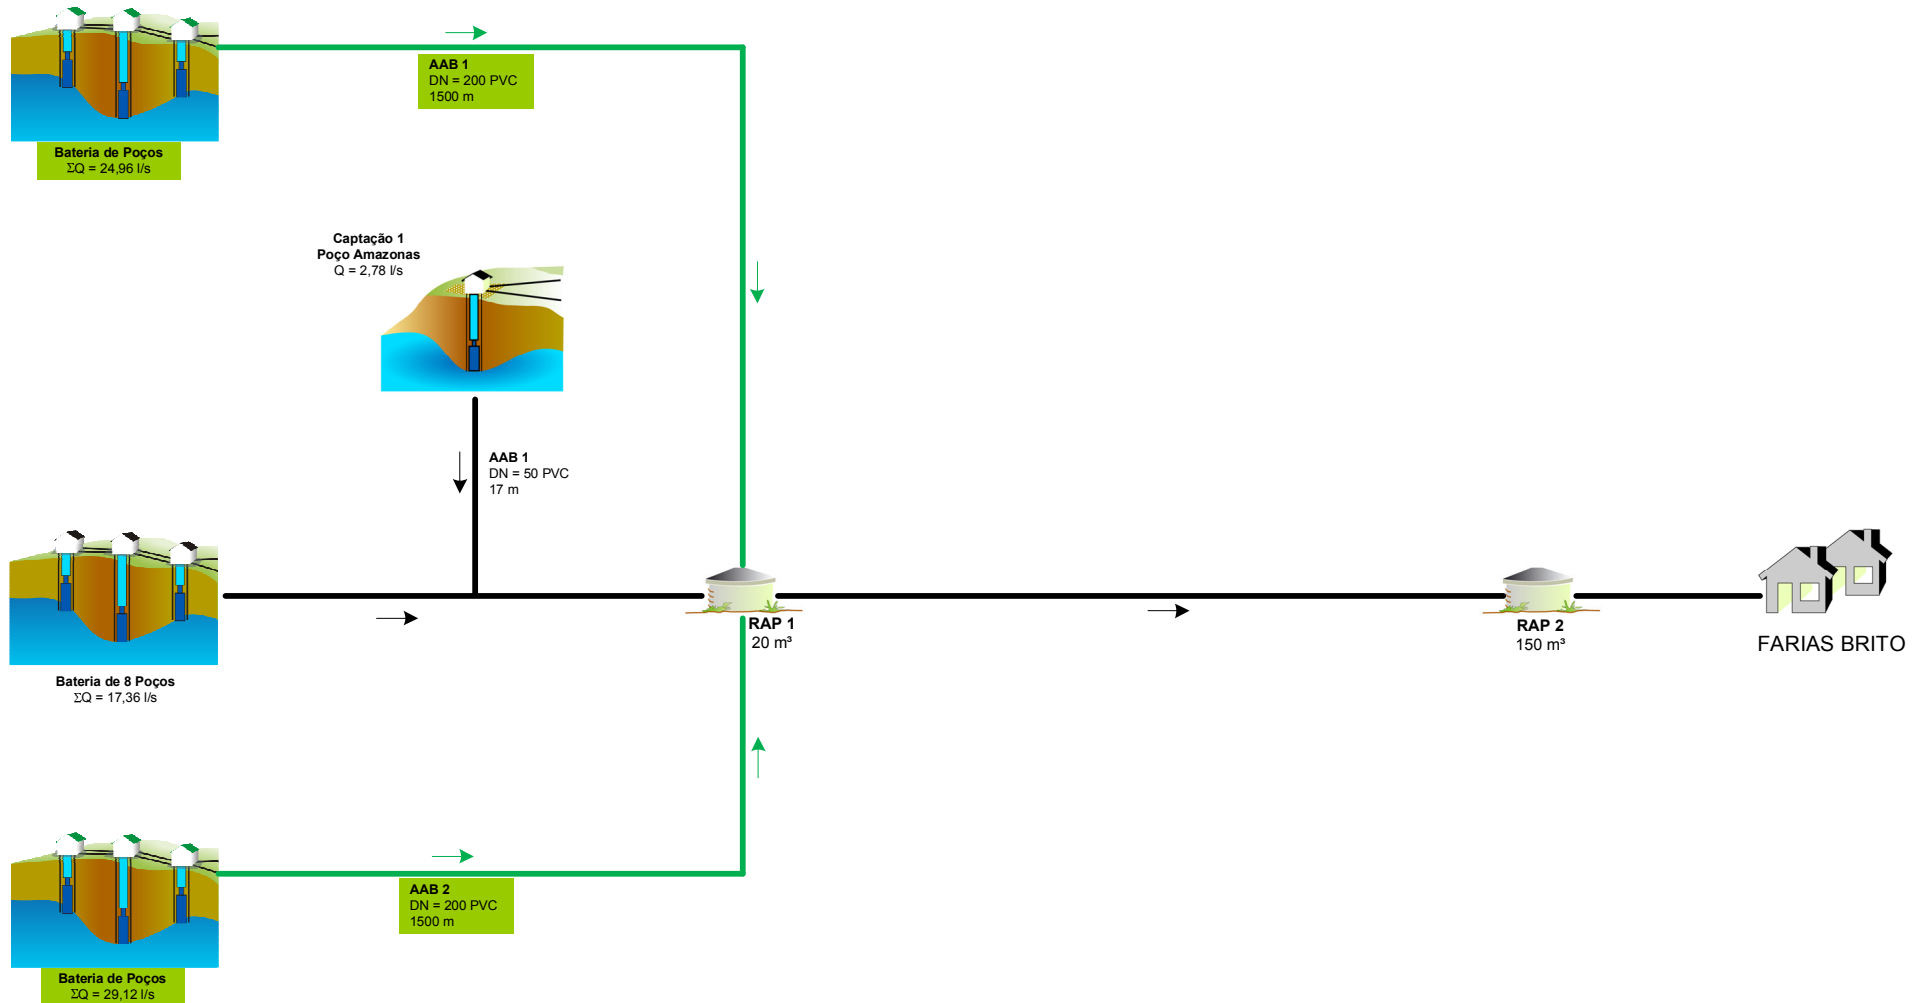 AAB 1
DN = 200 PVC
1500 m
Bateria de Poços
ΣQ = 24,96 l/s
Captação 1
Poço Amazonas
Q = 2,78 l/s
AAB 1
DN = 50 PVC
17 m
RAP 1
20 m³
RAP 2
150 m³
FARIAS BRITO
Bateria de 8 Poços
ΣQ = 17,36 l/s
AAB 2
DN = 200 PVC
1500 m
Bateria de Poços
ΣQ = 29,12 l/s